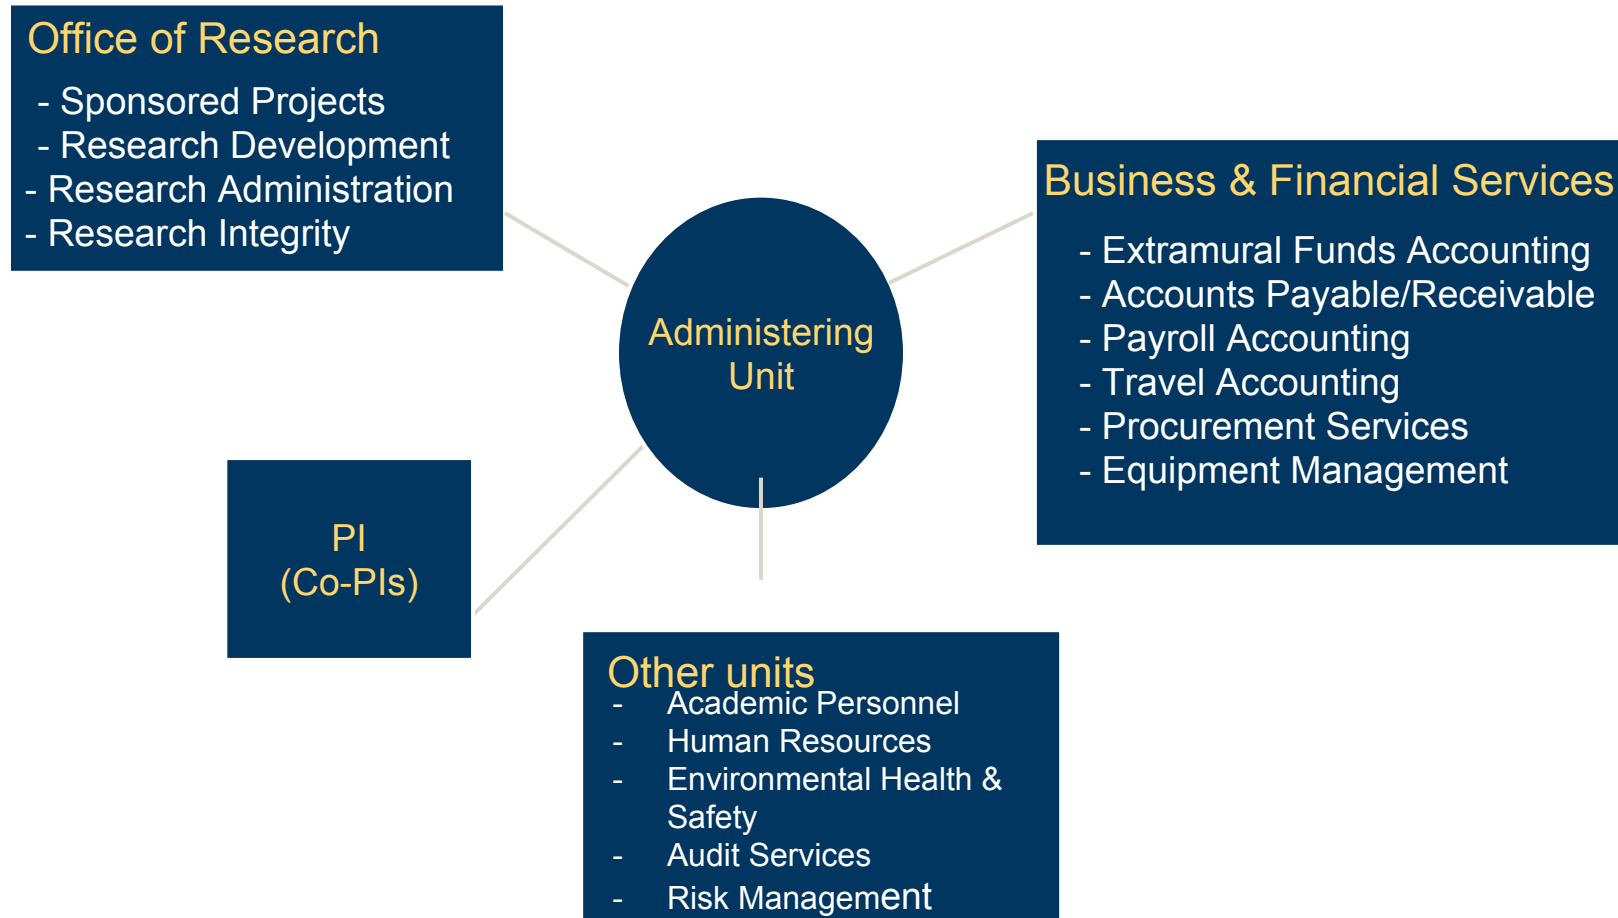 Office of Research
- Sponsored Projects
- Research Development
- Research Administration
- Research Integrity
Business & Financial Services
- Extramural Funds Accounting
- Accounts Payable/Receivable
- Payroll Accounting
- Travel Accounting
- Procurement Services
- Equipment Management
Administering
Unit
PI
(Co-PIs)
Other units
- Academic Personnel
- Human Resources
- Environmental Health &
Safety
- Audit Services
- Risk Management